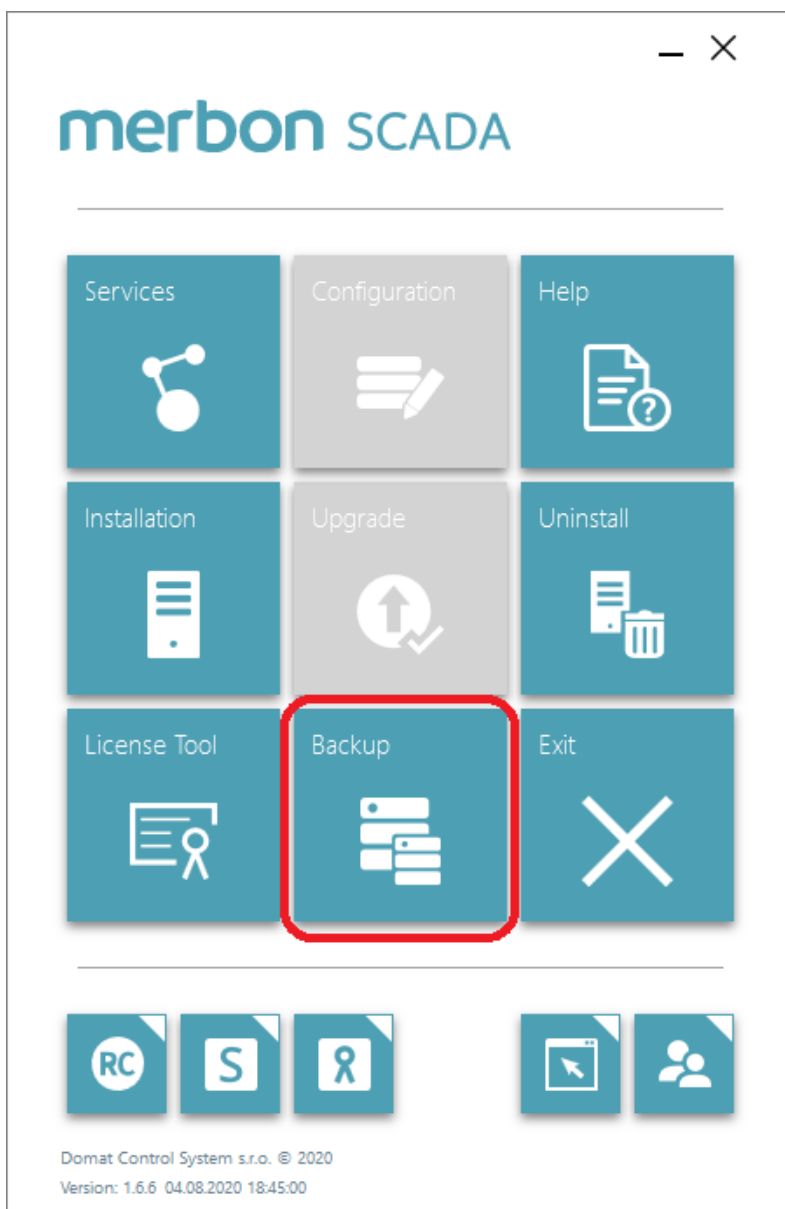 merbon SCADA
Services
Configuration
Help
?
Installation
Upgrade
Uninstall
License Tool
Backup
Exit
RC
S
Domat Control System s.r.o. © 2020
Version: 1.6.6 04.08.2020 18:45:00